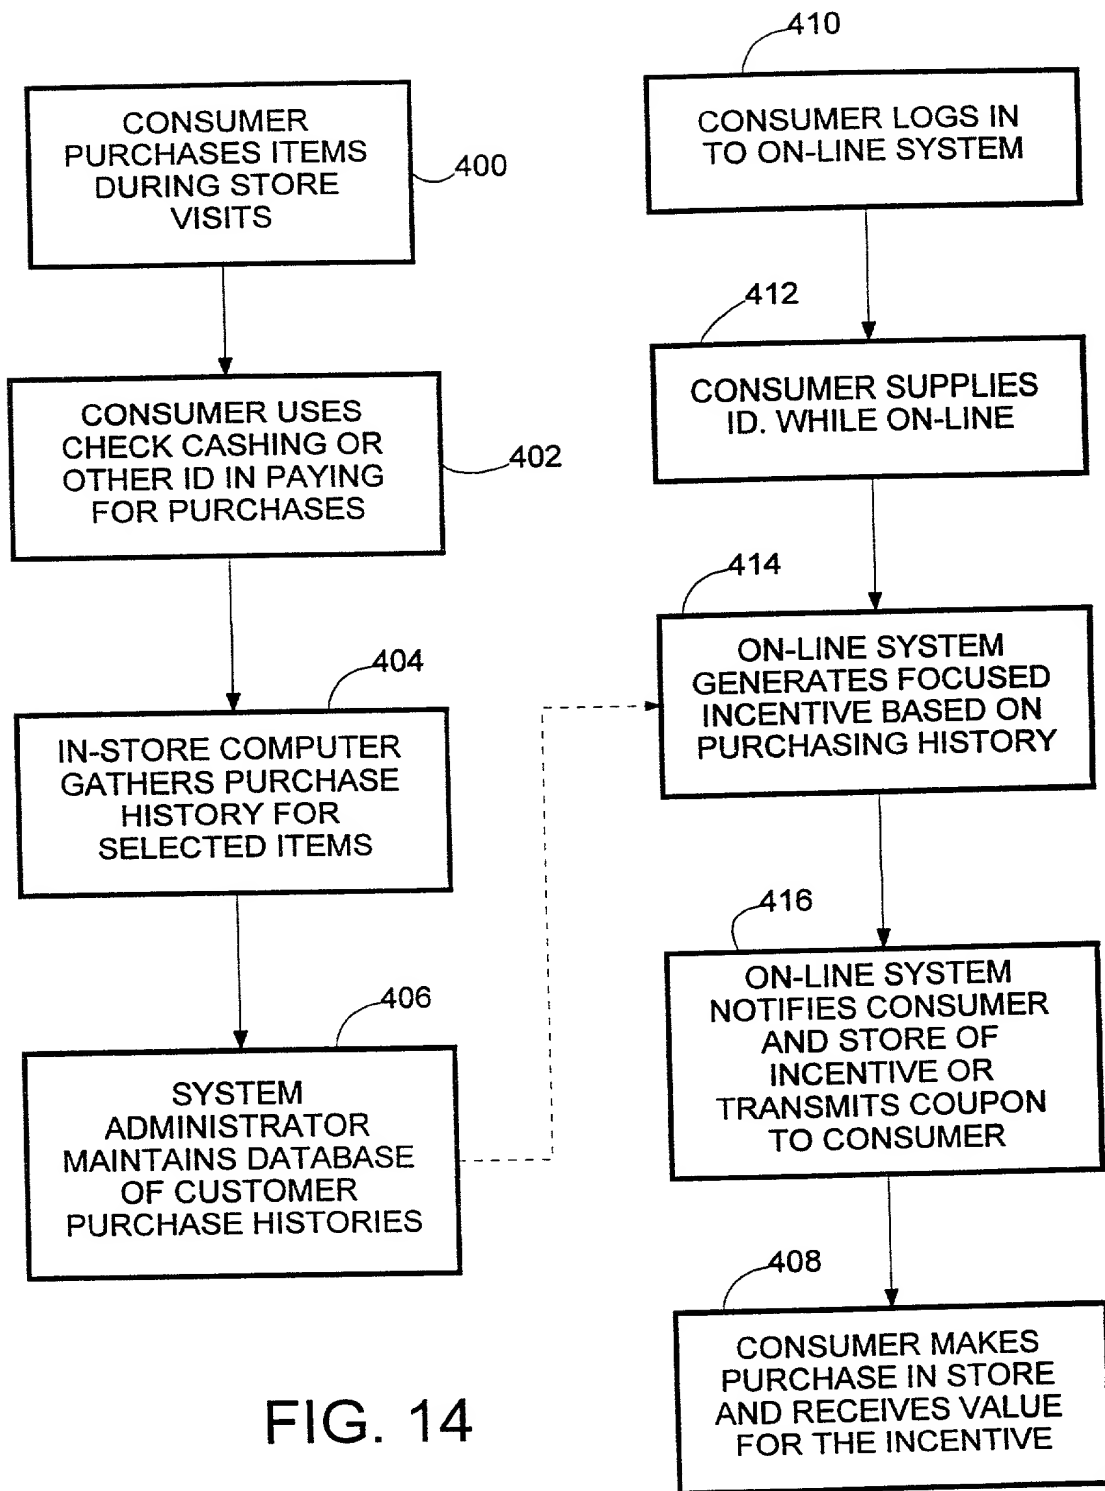 CONSUMER
PURCHASES ITEMS
DURING STORE
VISITS
400
CONSUMER USES
CHECK CASHING OR
OTHER ID IN PAYING
FOR PURCHASES
402
404
IN-STORE COMPUTER
GATHERS PURCHASE
HISTORY FOR
SELECTED ITEMS
406
SYSTEM
ADMINISTRATOR
MAINTAINS DATABASE
OF CUSTOMER
PURCHASE HISTORIES
410
CONSUMER LOGS IN
TO ON-LINE SYSTEM
412
CONSUMER SUPPLIES
ID. WHILE ON-LINE
414
ON-LINE SYSTEM
GENERATES FOCUSED
INCENTIVE BASED ON
PURCHASING HISTORY
416
ON-LINE SYSTEM
NOTIFIES CONSUMER
AND STORE OF
INCENTIVE OR
TRANSMITS COUPON
TO CONSUMER
408
CONSUMER MAKES
PURCHASE IN STORE
AND RECEIVES VALUE
FOR THE INCENTIVE
FIG. 14